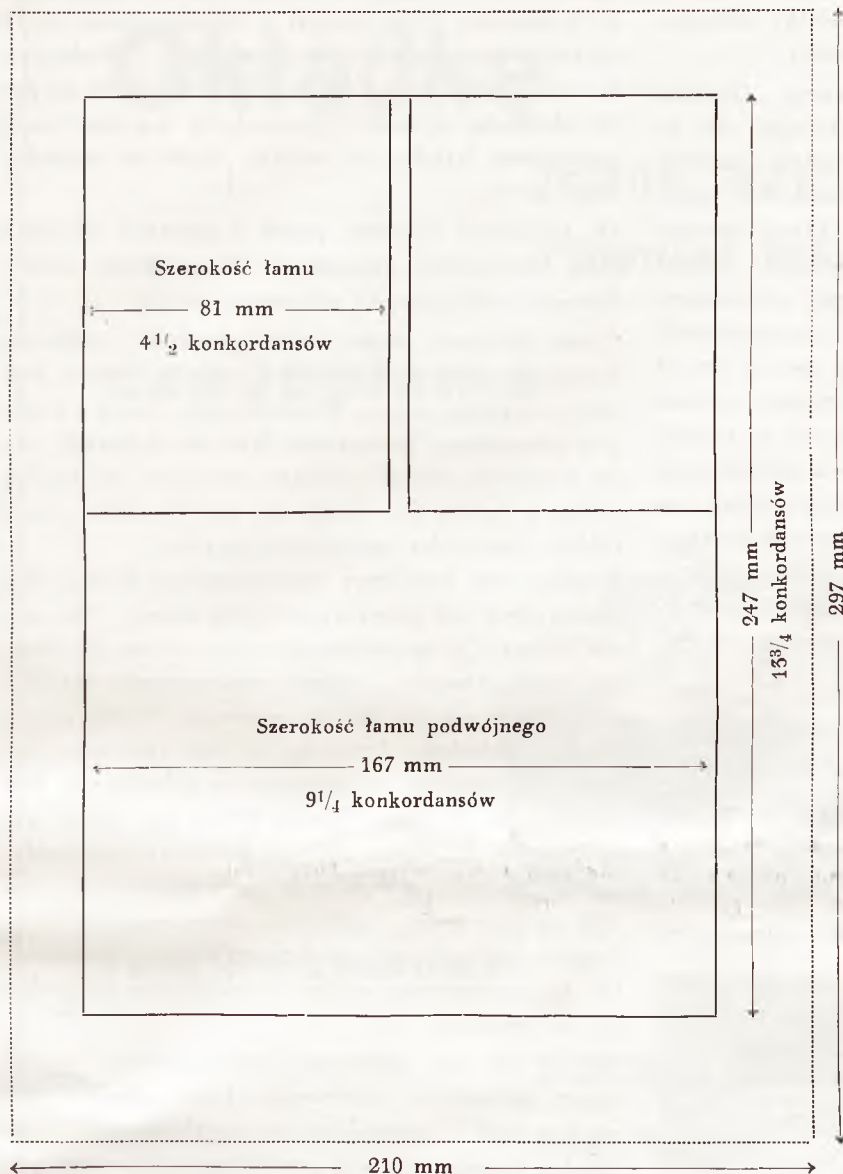 Szerokość łamu
81 mm
4½ konkordansów
247 mm
13³/₄ konkordansów
297 mm
Szerokość łamu podwójnego
167 mm
9¹/₄ konkordansów
210 mm